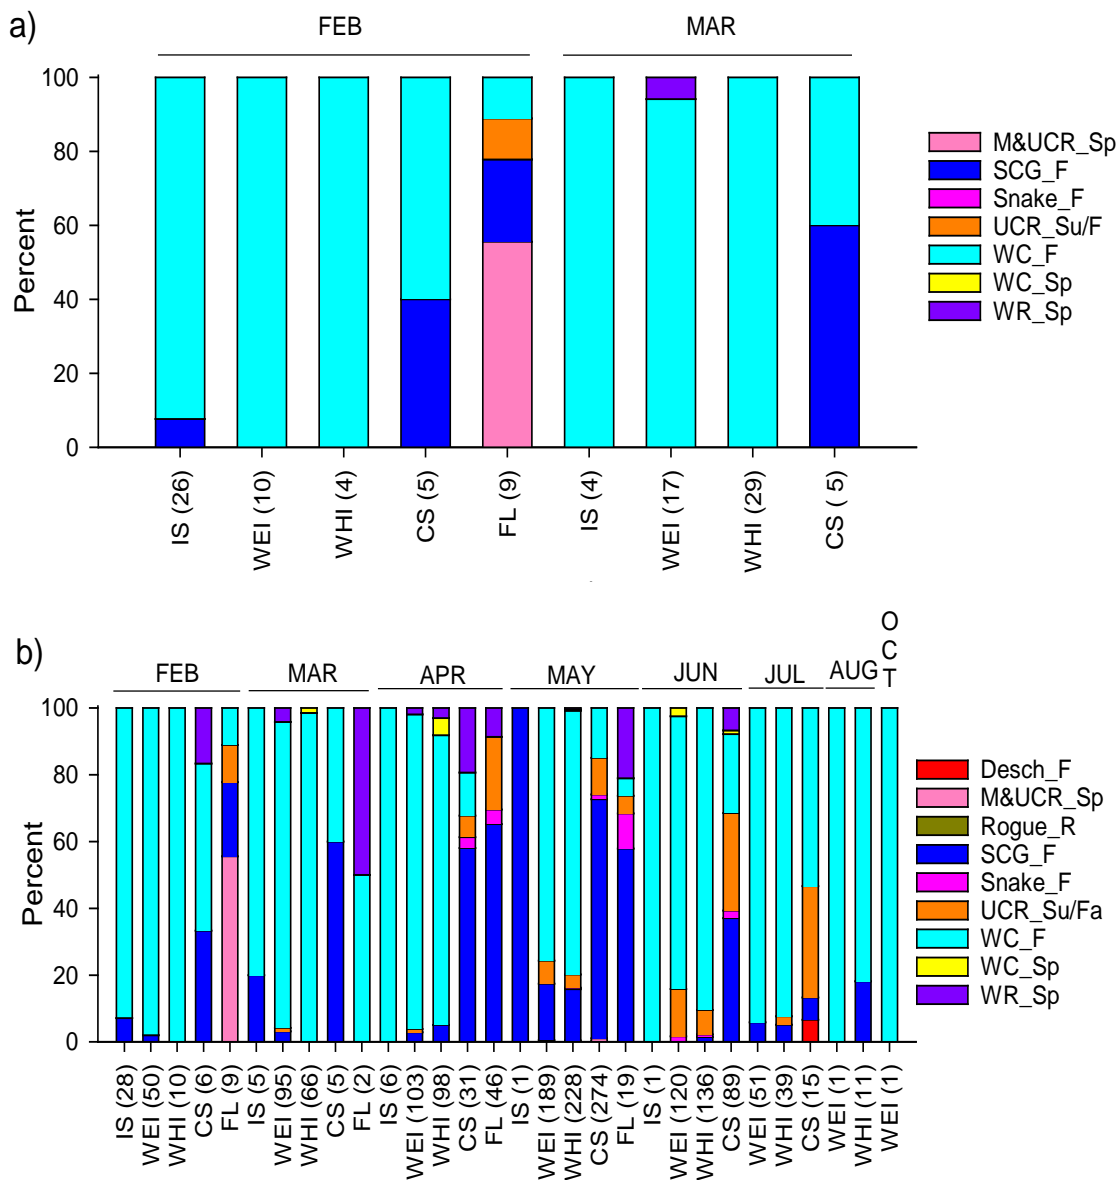 a)
FEB
MAR
100
80
60
40
20
0
Percent
IS (26)
WEI (10)
WHI (4)
CS (5)
FL (9)
IS (4)
WEI (17)
WHI (29)
CS ( 5)
M&UCR_Sp
SCG_F
Snake_F
UCR_Su/F
WC_F
WC_Sp
WR_Sp
b)
FEB
MAR
APR
MAY
JUN
JUL
AUG
O
C
T
100
80
60
40
20
0
Percent
IS (28)
WEI (50)
WHI (10)
CS (6)
FL (9)
IS (5)
WEI (95)
WHI (66)
CS (5)
FL (2)
IS (6)
WEI (103)
WHI (98)
CS (31)
FL (46)
IS (1)
WEI (189)
WHI (228)
CS (274)
FL (19)
IS (1)
WEI (120)
WHI (136)
CS (89)
WEI (51)
WHI (39)
CS (15)
WEI (1)
WHI (11)
WEI (1)
Desch_F
M&UCR_Sp
Rogue_R
SCG_F
Snake_F
UCR_Su/Fa
WC_F
WC_Sp
WR_Sp